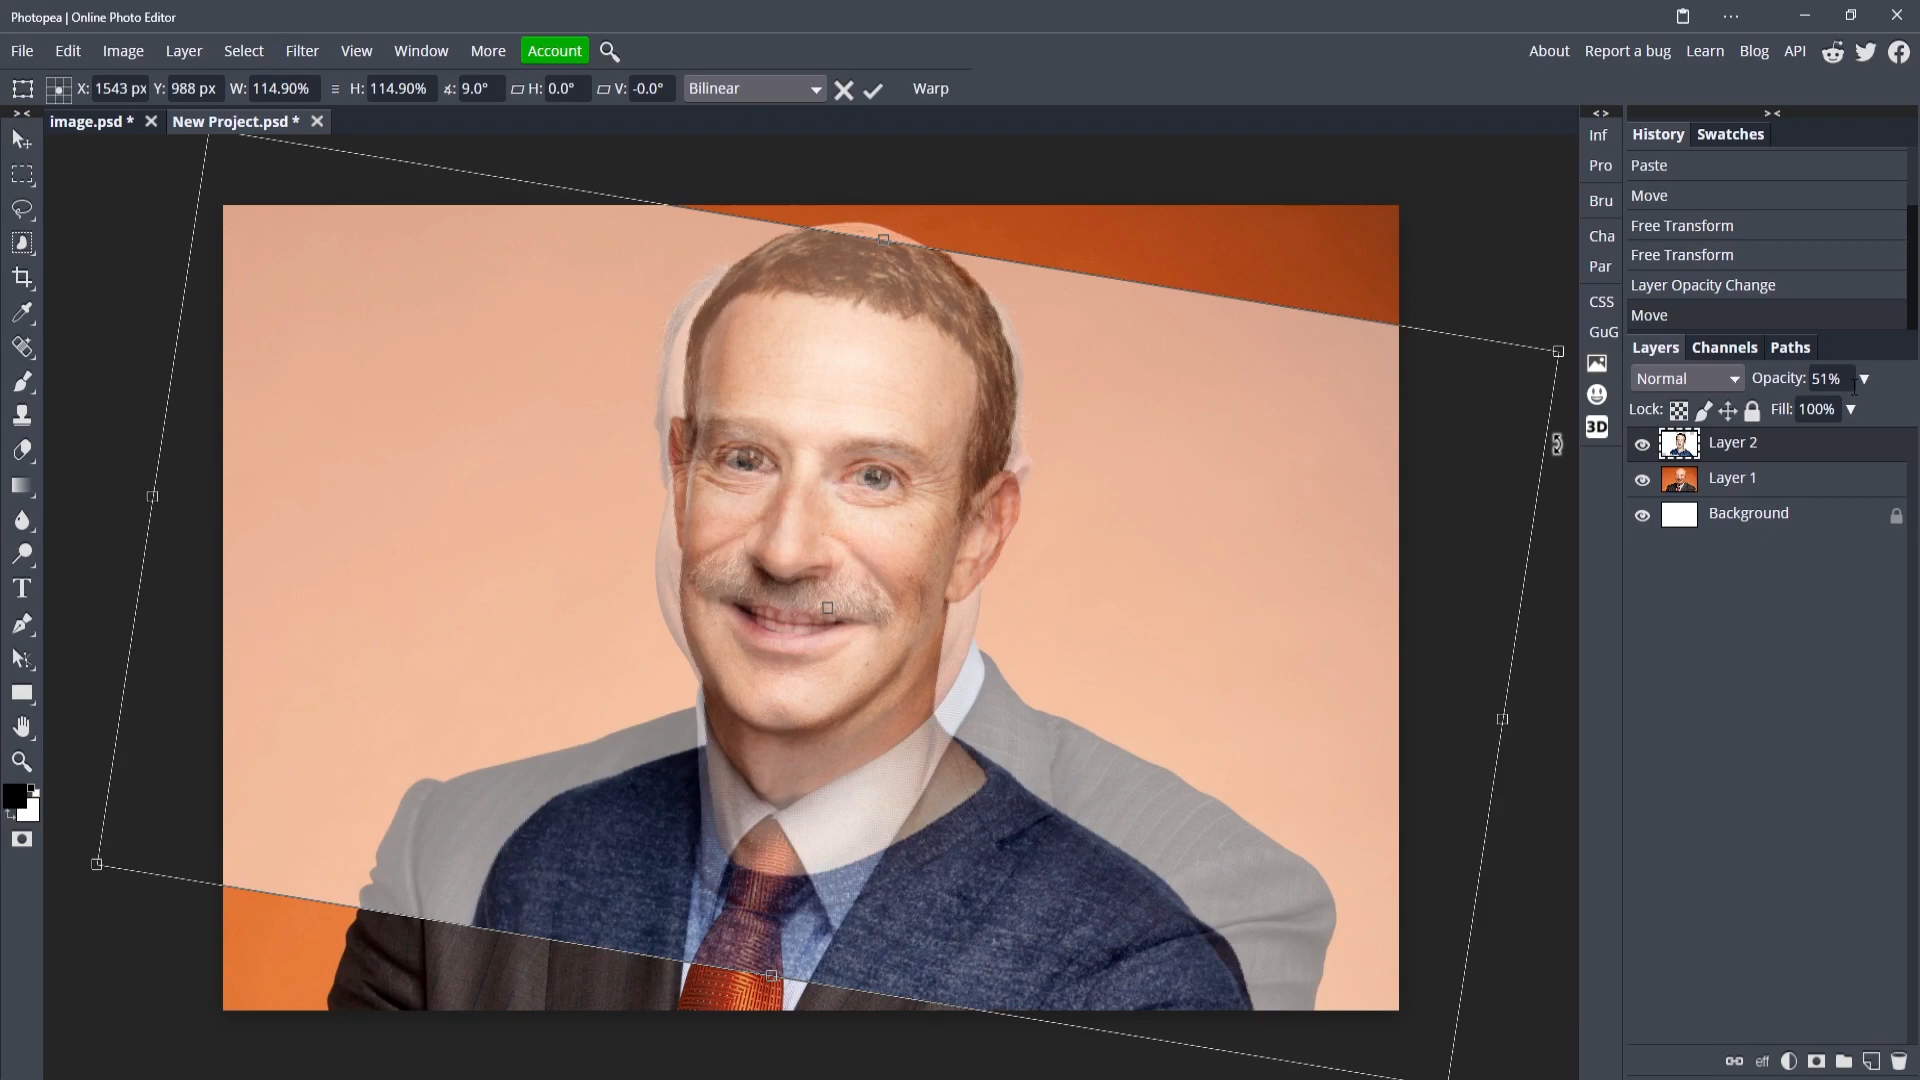 Photopea | Online Photo Editor
File Edit Image Layer Select Filter View Window More Account About Report a bug Learn Blog API
X: 1543 px Y: 988 px W: 114.90% H: 114.90% ∡: 9.0° H: 0.0° V: -0.0° Bilinear Warp
> < image.psd * New Project.psd * < > > <
Inf History Swatches
Pro Paste
Move
Bru
Free Transform
Cha
Free Transform
Par
Layer Opacity Change
CSS
Move
GuG
Layers Channels Paths
Normal Opacity: 51%
Lock: Fill: 100%
3D
Layer 2
Layer 1
Background
T
eff